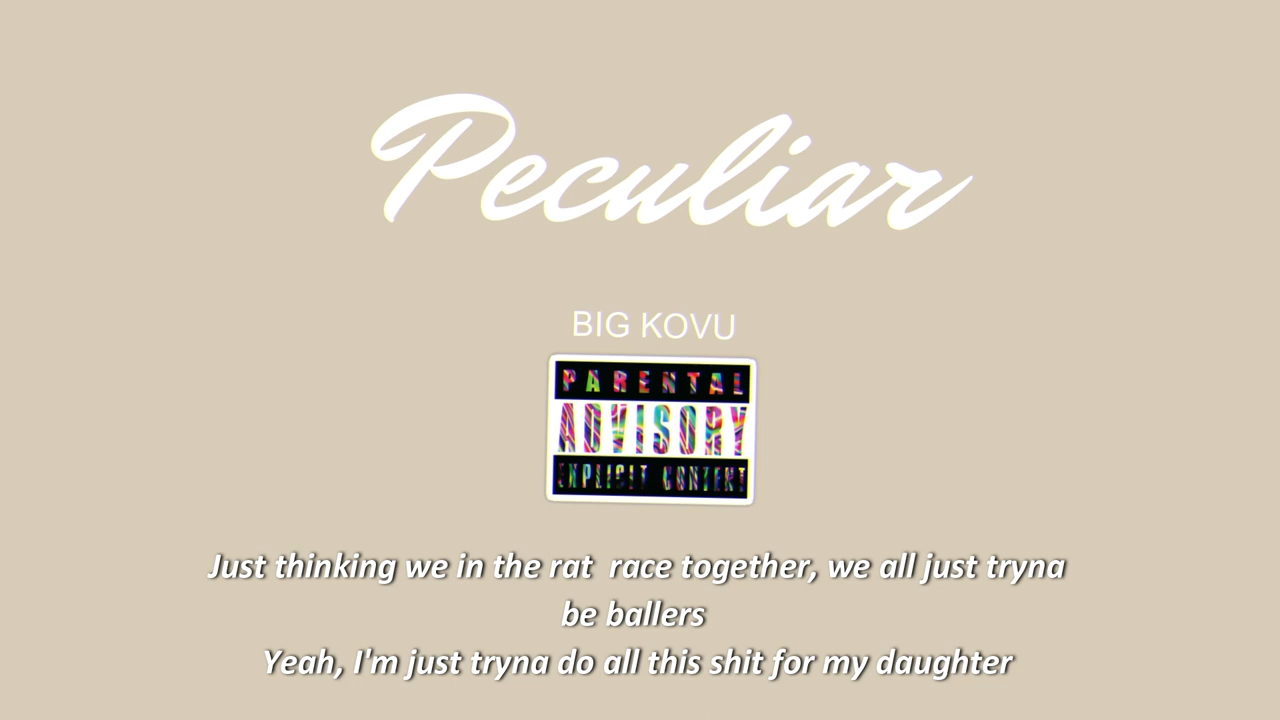 Peculiar
BIG KOVU
PARENTAL
ADVISORY
EXPLICIT CONTENT
Just thinking we in the rat  race together, we all just tryna
be ballers
Yeah, I'm just tryna do all this shit for my daughter